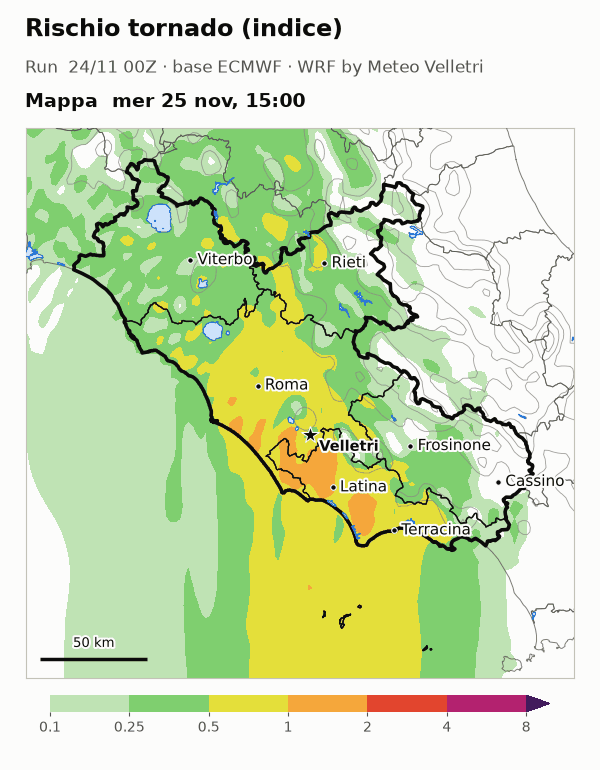 Rischio tornado (indice)
Run  24/11 00Z · base ECMWF · WRF by Meteo Velletri
Mappa  mer 25 nov, 15:00
Viterbo
Rieti
Roma
Velletri
Frosinone
Cassino
Latina
Terracina
50 km
0.1 0.25 0.5 1 2 4 8